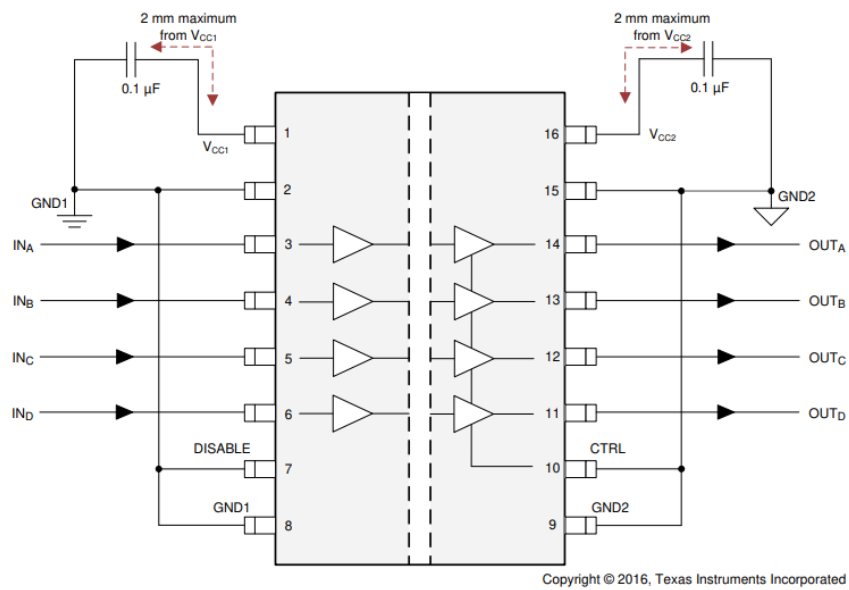 2 mm maximum
from VCC1
2 mm maximum
from VCC2
0.1 µF
0.1 µF
1
16
VCC1
VCC2
2
15
GND1
GND2
INA
3
14
OUTA
INB
4
13
OUTB
INC
5
12
OUTC
IND
6
11
OUTD
DISABLE
CTRL
7
10
GND1
GND2
8
9
Copyright © 2016, Texas Instruments Incorporated